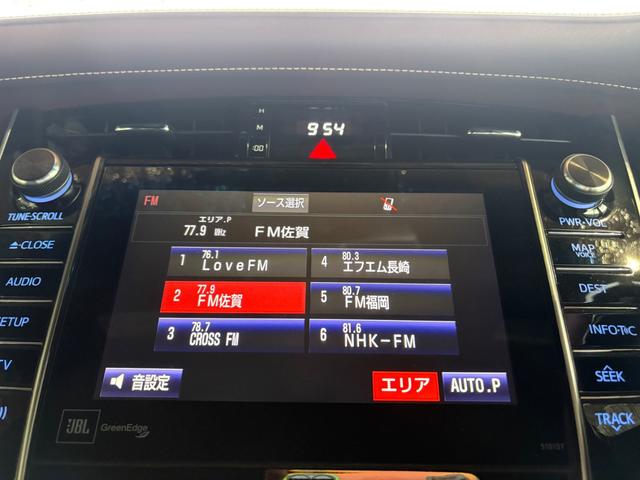 H
M
:00
9:54
TUNE・SCROLL
CLOSE
AUDIO
SETUP
TV
FM
ソース選択
エリア.P
77.9 MHz FM佐賀
1 76.1 LoveFM
2 77.9 FM佐賀
3 78.7 CROSS FM
4 80.3 エフエム長崎
5 80.7 FM福岡
6 81.6 NHK-FM
音設定
エリア
AUTO.P
JBL GreenEdge
510137
PWR・VOL
MAP
VOICE
DEST
INFO・T
SEEK
TRACK